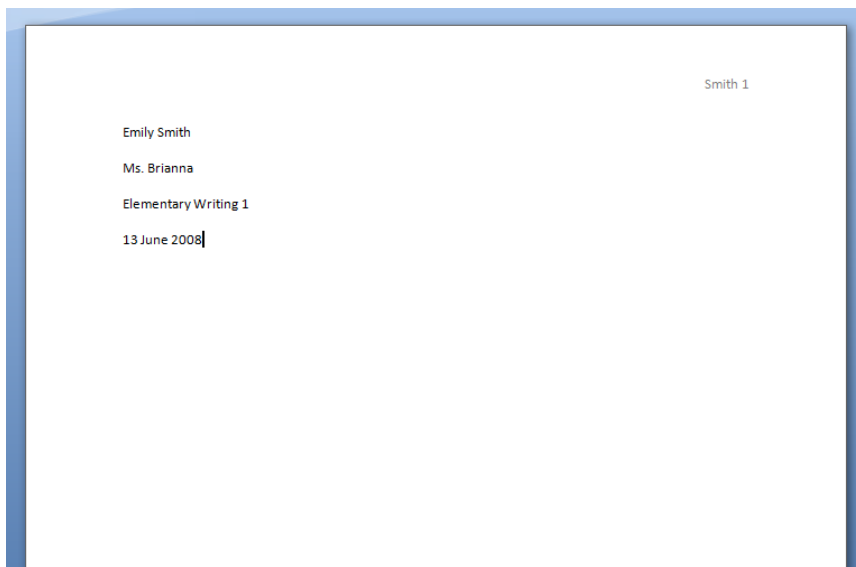 Smith 1
Emily Smith
Ms. Brianna
Elementary Writing 1
13 June 2008